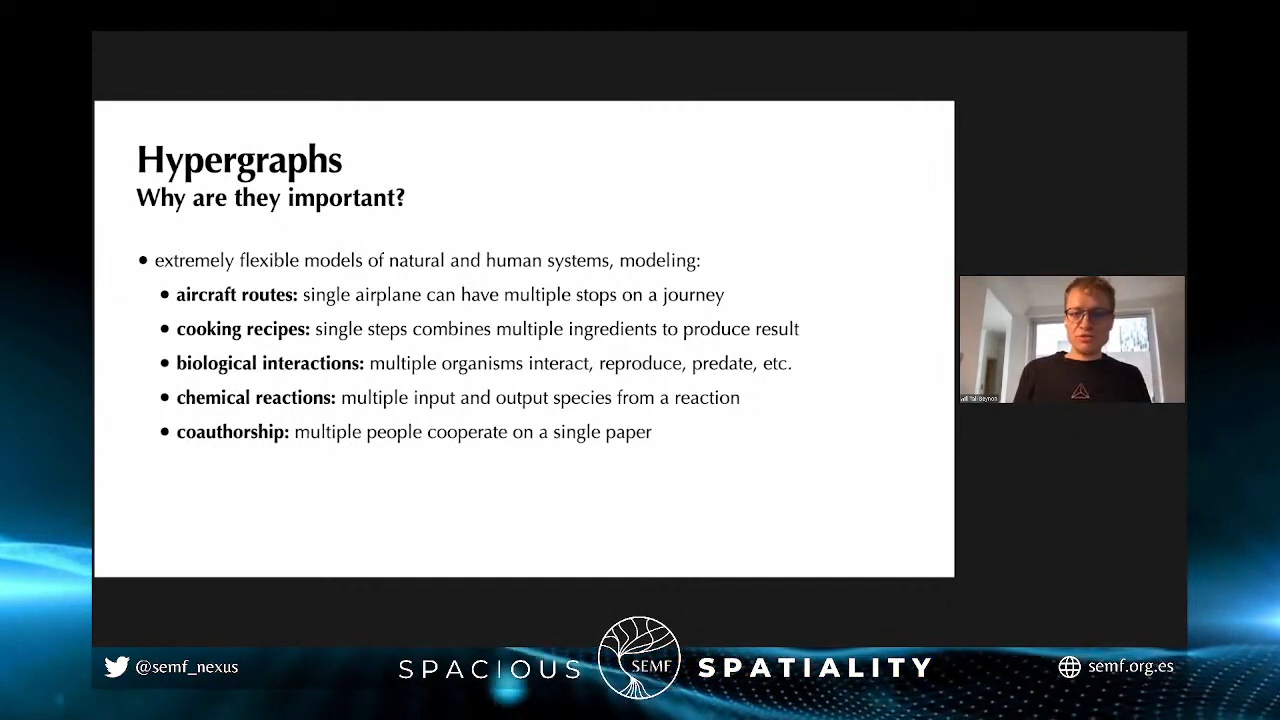 Hypergraphs
Why are they important?
• extremely flexible models of natural and human systems, modeling:
• aircraft routes: single airplane can have multiple stops on a journey
• cooking recipes: single steps combines multiple ingredients to produce result
• biological interactions: multiple organisms interact, reproduce, predate, etc.
• chemical reactions: multiple input and output species from a reaction
• coauthorship: multiple people cooperate on a single paper
@semf_nexus
SPACIOUS SEMF SPATIALITY
semf.org.es